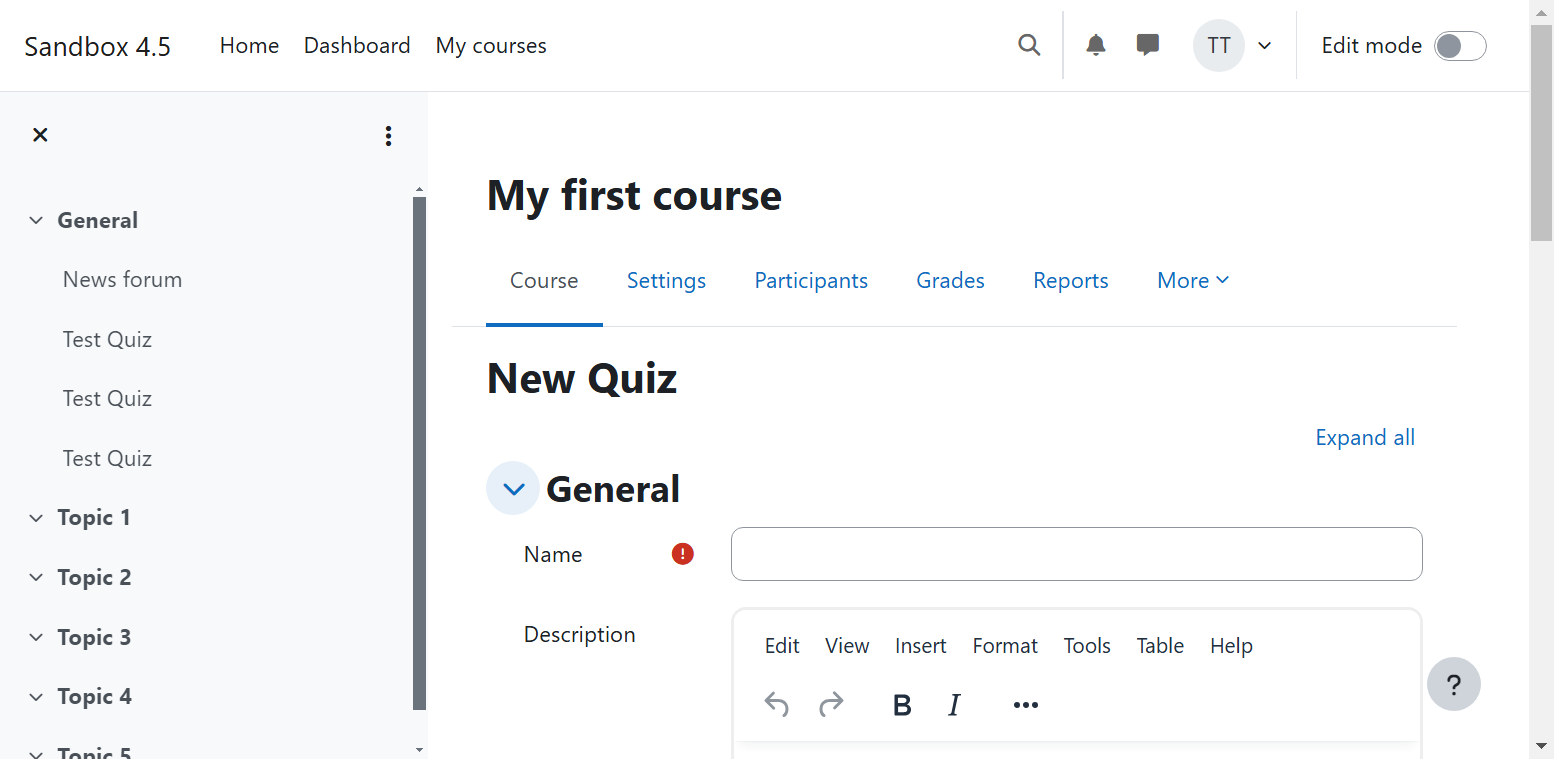 Sandbox 4.5 Home Dashboard My courses TT Edit mode
General
News forum
Test Quiz
Test Quiz
Test Quiz
Topic 1
Topic 2
Topic 3
Topic 4
Topic 5
My first course
Course Settings Participants Grades Reports More
New Quiz
Expand all
General
Name
Description
Edit View Insert Format Tools Table Help
B I
?